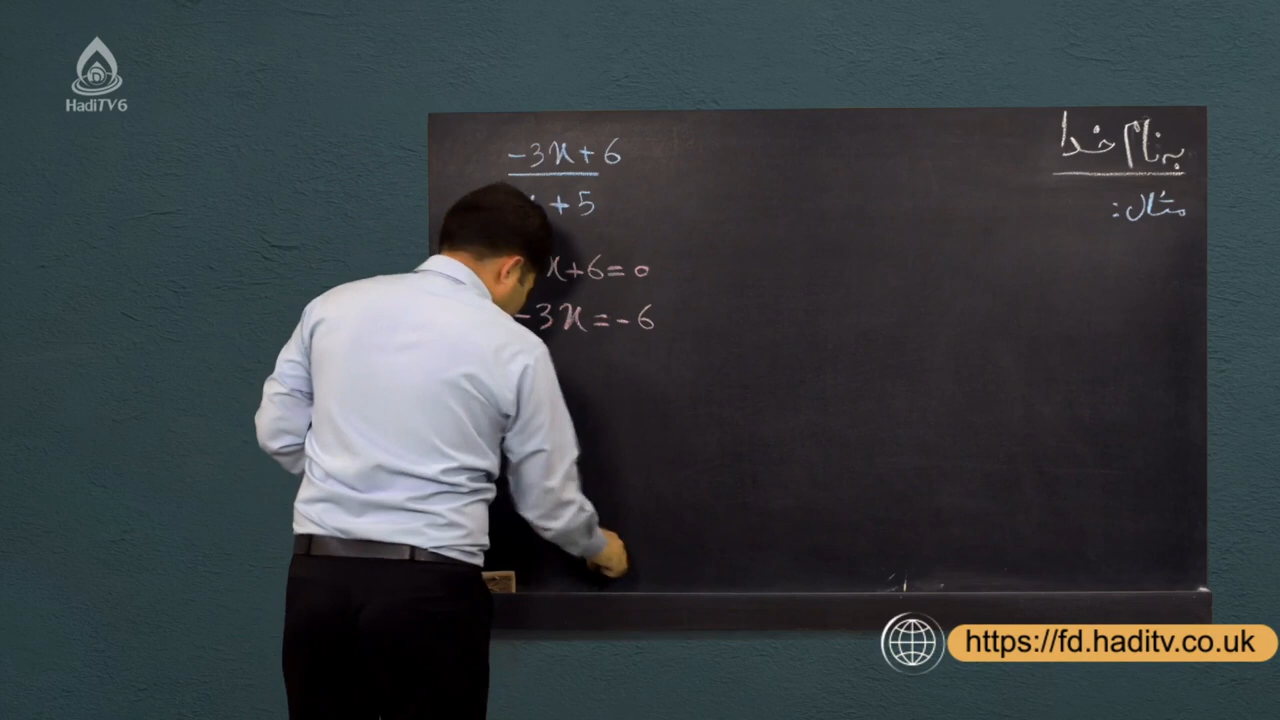 HadiTV6
به نام خدا
مثال:
-3x+6
+5
x+6=0
-3x=-6
https://fd.haditv.co.uk